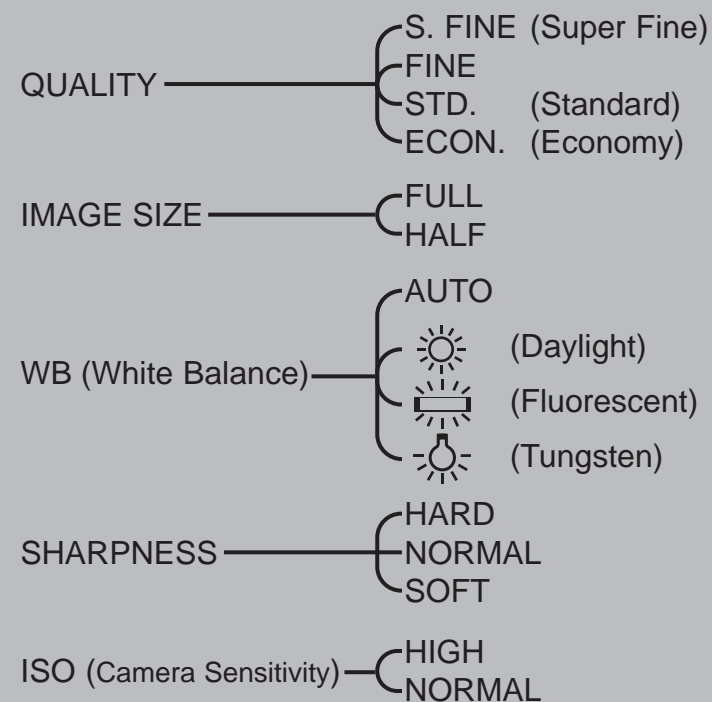 S. FINE (Super Fine)
FINE
QUALITY
STD. (Standard)
ECON. (Economy)
FULL
IMAGE SIZE
HALF
AUTO
(Daylight)
WB (White Balance)
(Fluorescent)
(Tungsten)
HARD
SHARPNESS NORMAL
SOFT
HIGH
ISO (Camera Sensitivity)
NORMAL